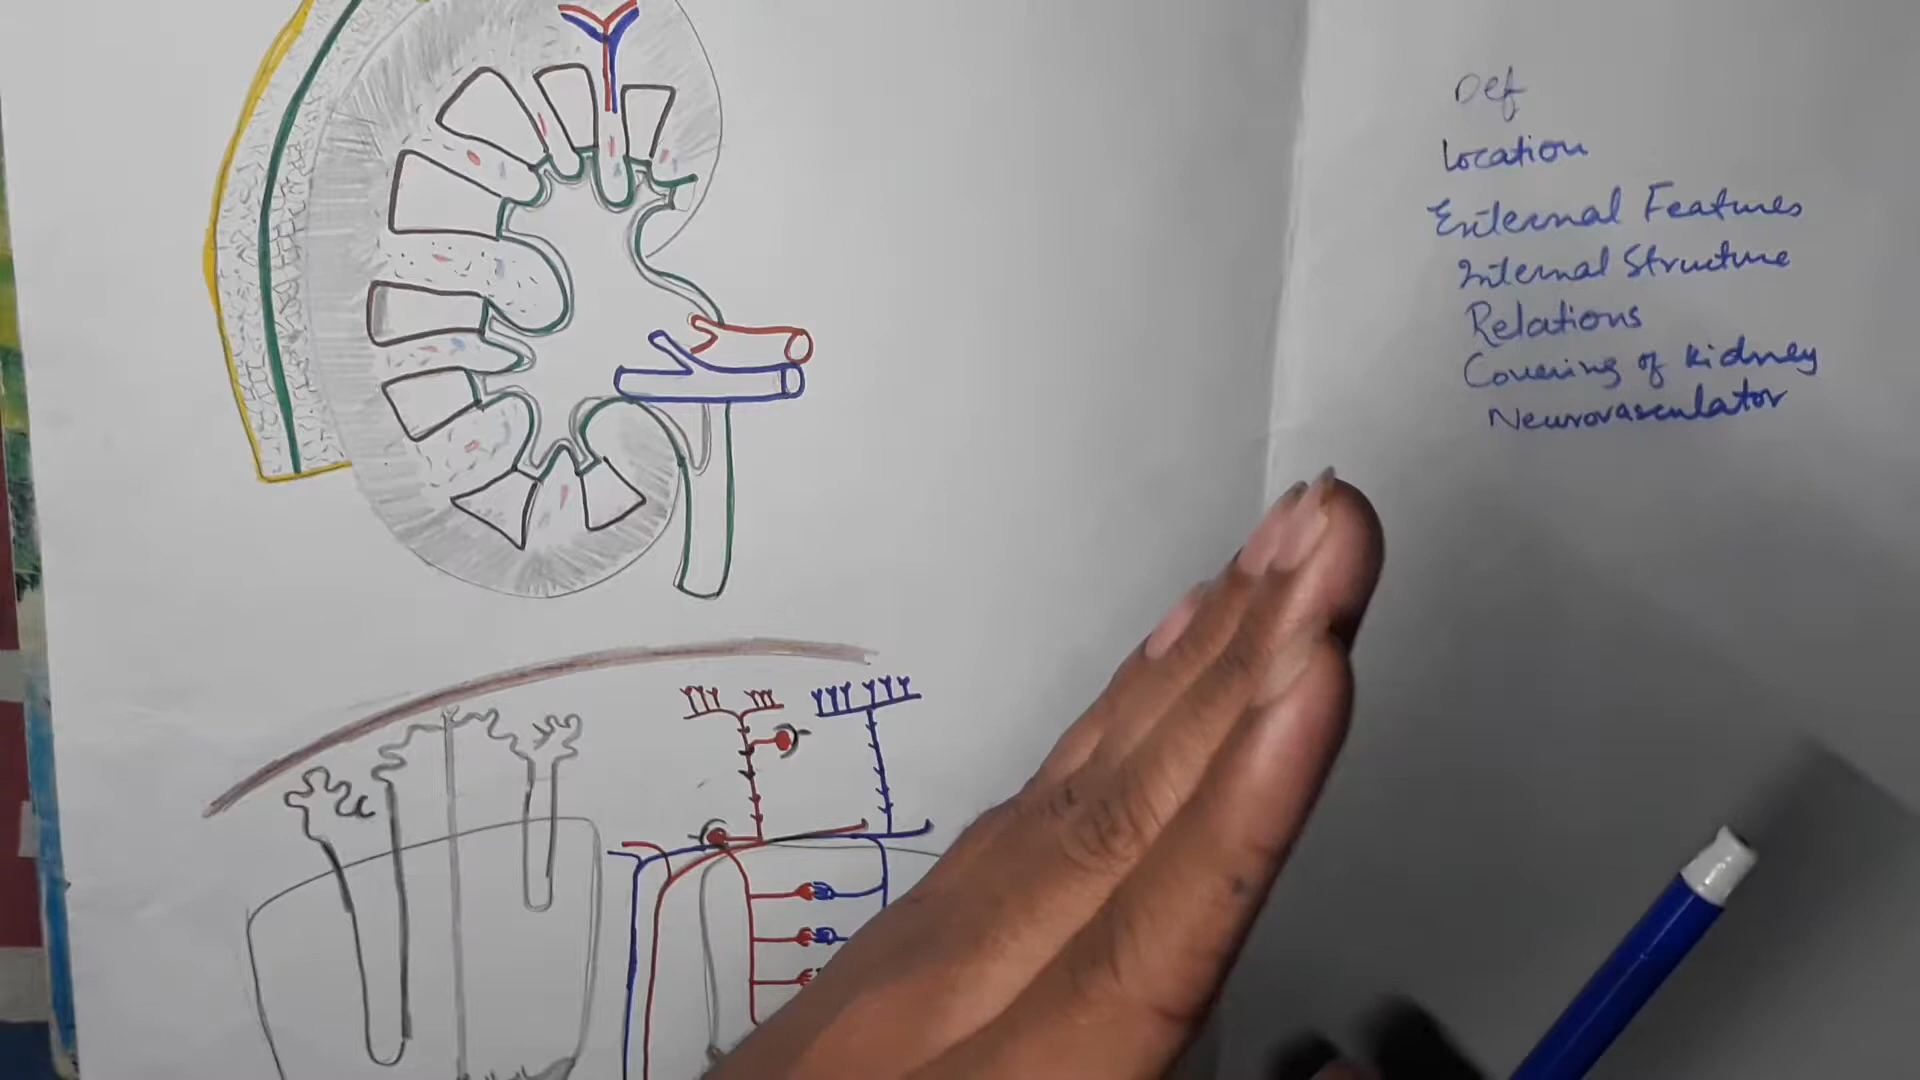 Def
Location
External Features
Internal Structure
Relations
Covering of kidney
Neurovasculator